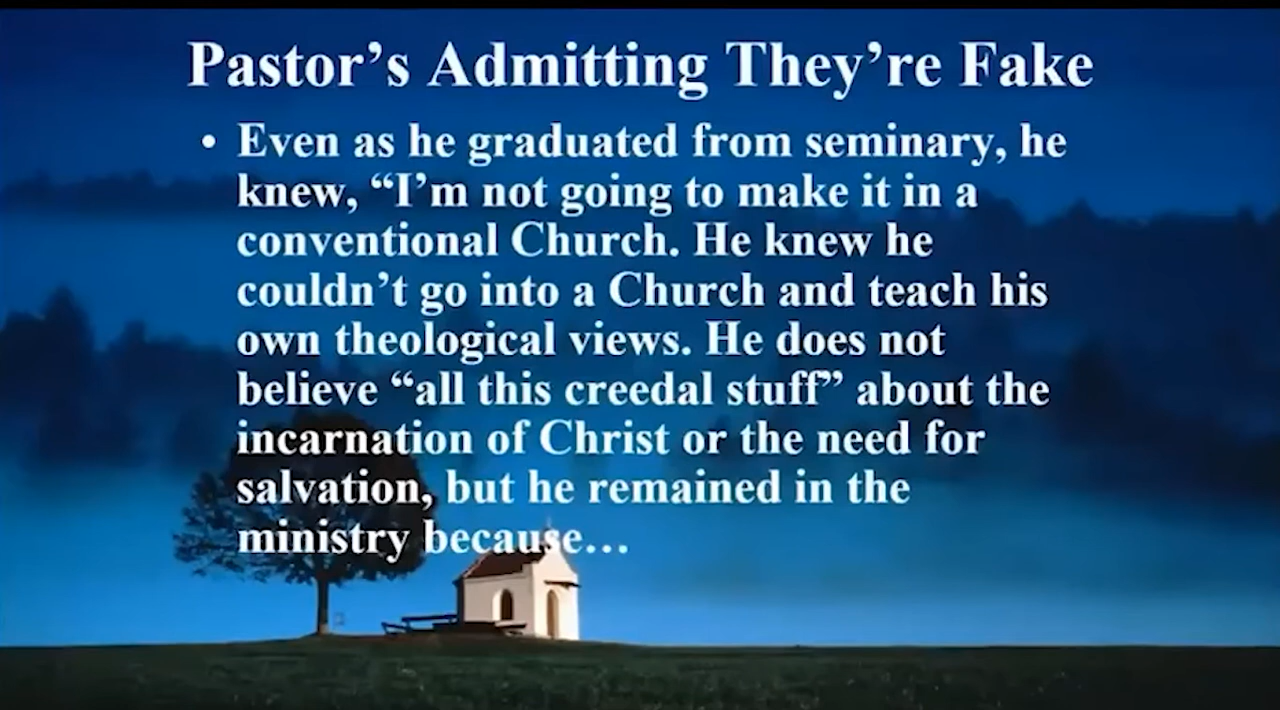 Pastor’s Admitting They’re Fake
• Even as he graduated from seminary, he
knew, “I’m not going to make it in a
conventional Church. He knew he
couldn’t go into a Church and teach his
own theological views. He does not
believe “all this creedal stuff” about the
incarnation of Christ or the need for
salvation, but he remained in the
ministry because…